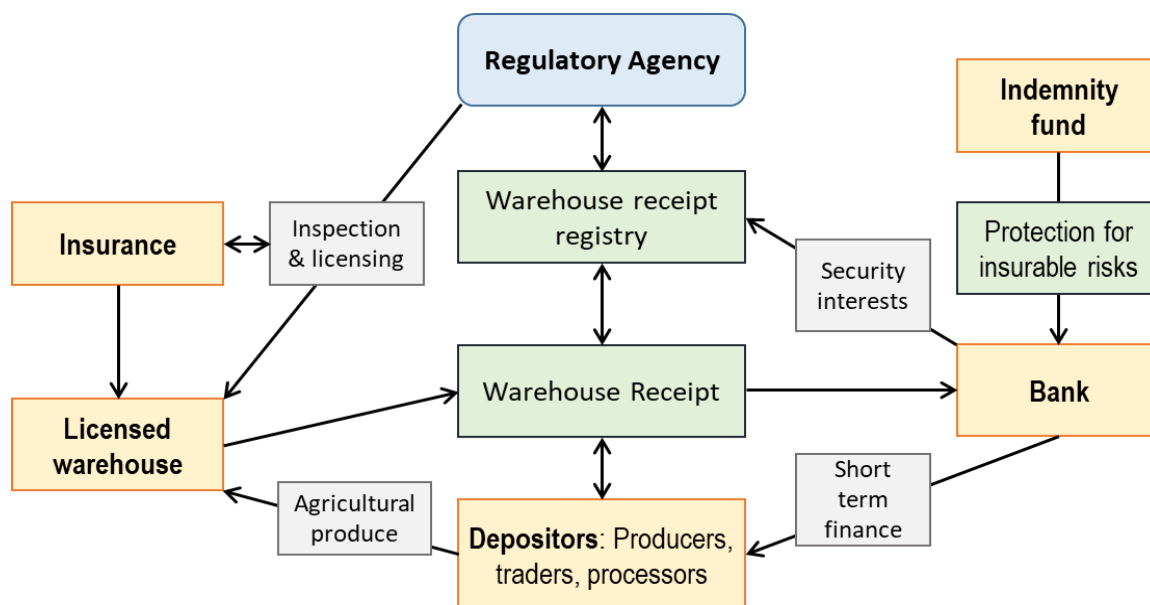 Regulatory Agency
Indemnity
fund
Insurance
Inspection
& licensing
Warehouse receipt
registry
Security
interests
Protection for
insurable risks
Licensed
warehouse
Warehouse Receipt
Bank
Agricultural
produce
Depositors: Producers,
traders, processors
Short
term
finance